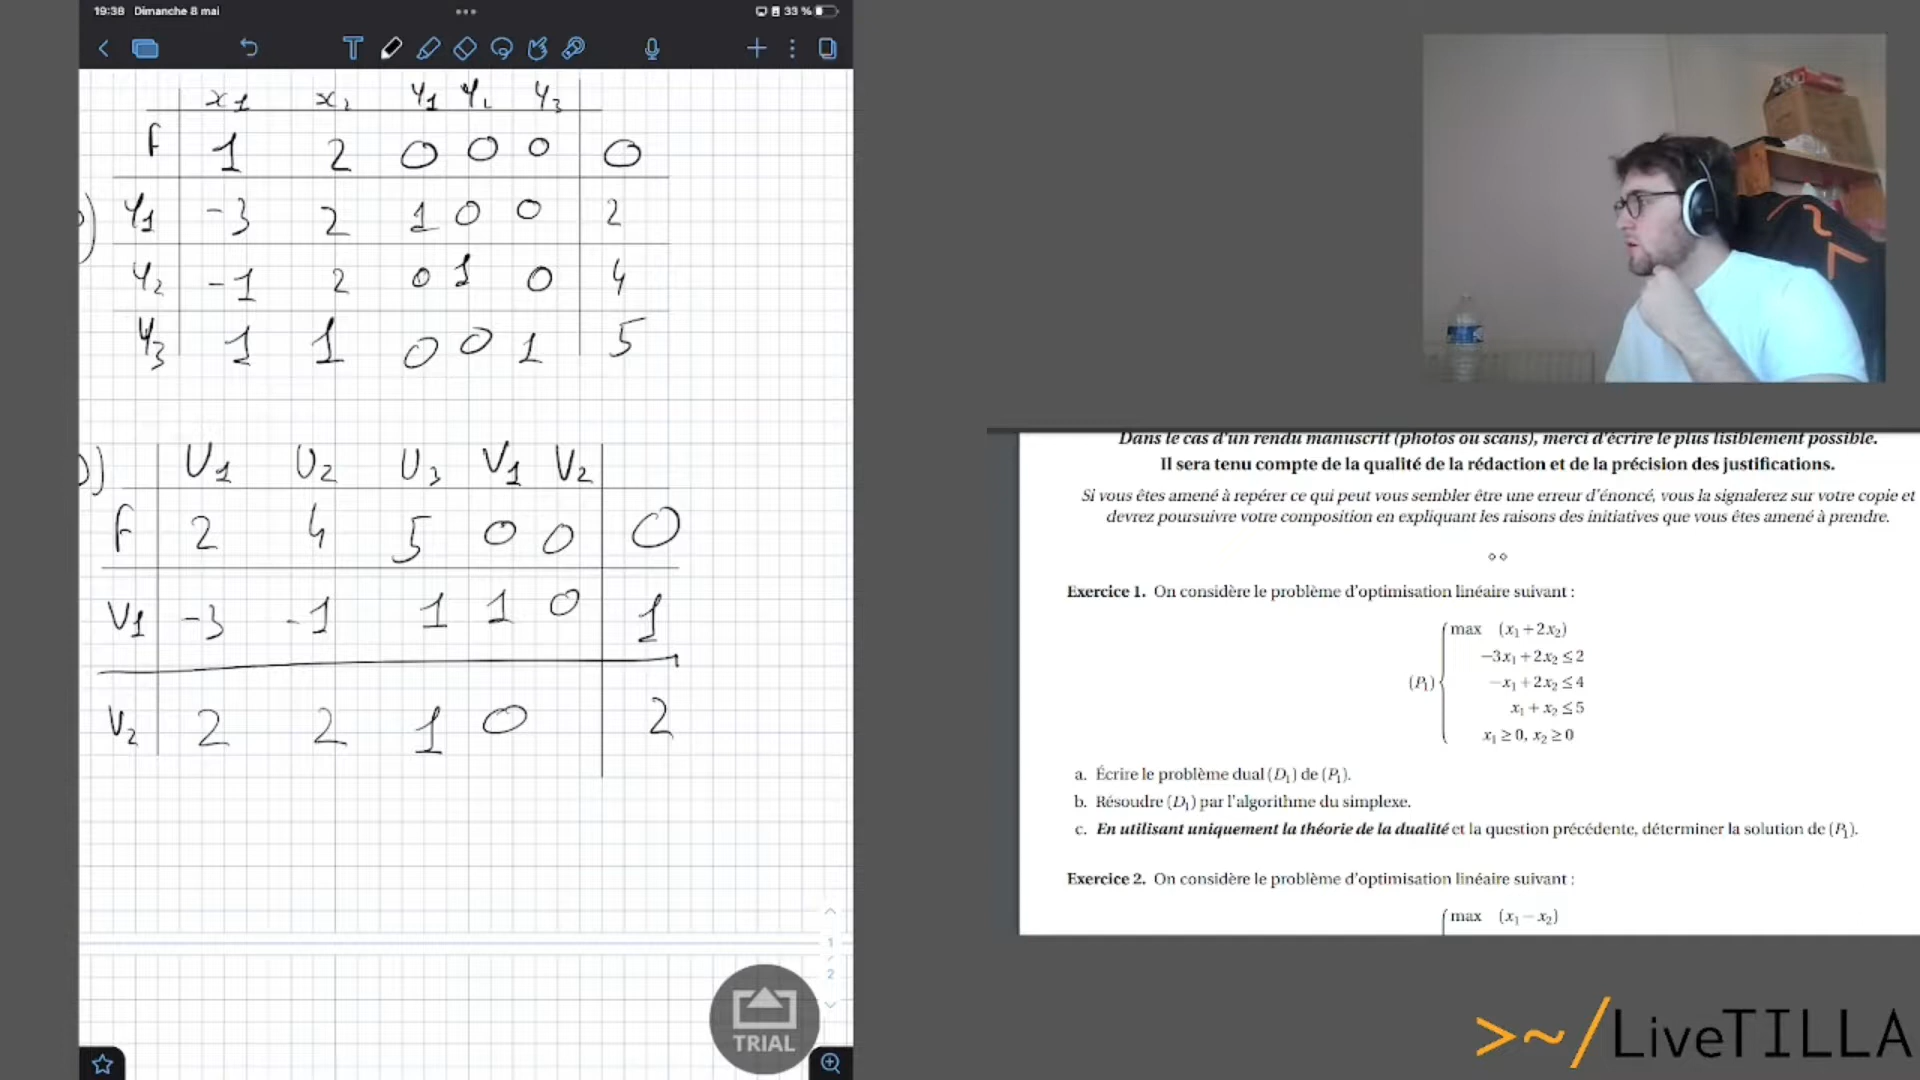 19:38 Dimanche 8 mai
33 %
x1 x2 Y1 Y2 Y3
F 1 2 0 0 0 0
Y1 -3 2 1 0 0 2
Y2 -1 2 0 1 0 4
Y3 1 1 0 0 1 5
) U1 U2 U3 V1 V2
F 2 4 5 0 0 0
V1 -3 -1 1 1 0 1
V2 2 2 1 0 2
1
2
TRIAL
Dans le cas d'un rendu manuscrit (photos ou scans), merci d'écrire le plus lisiblement possible.
Il sera tenu compte de la qualité de la rédaction et de la précision des justifications.
Si vous êtes amené à repérer ce qui peut vous sembler être une erreur d'énoncé, vous la signalerez sur votre copie et
devrez poursuivre votre composition en expliquant les raisons des initiatives que vous êtes amené à prendre.
Exercice 1. On considère le problème d'optimisation linéaire suivant :
max (x₁+2x₂)
−3x₁+2x₂ ≤ 2
(P₁) −x₁+2x₂ ≤ 4
x₁+x₂ ≤ 5
x₁ ≥ 0, x₂ ≥ 0
a. Écrire le problème dual (D₁) de (P₁).
b. Résoudre (D₁) par l'algorithme du simplexe.
c. En utilisant uniquement la théorie de la dualité et la question précédente, déterminer la solution de (P₁).
Exercice 2. On considère le problème d'optimisation linéaire suivant :
max (x₁−x₂)
>~/LiveTILLA